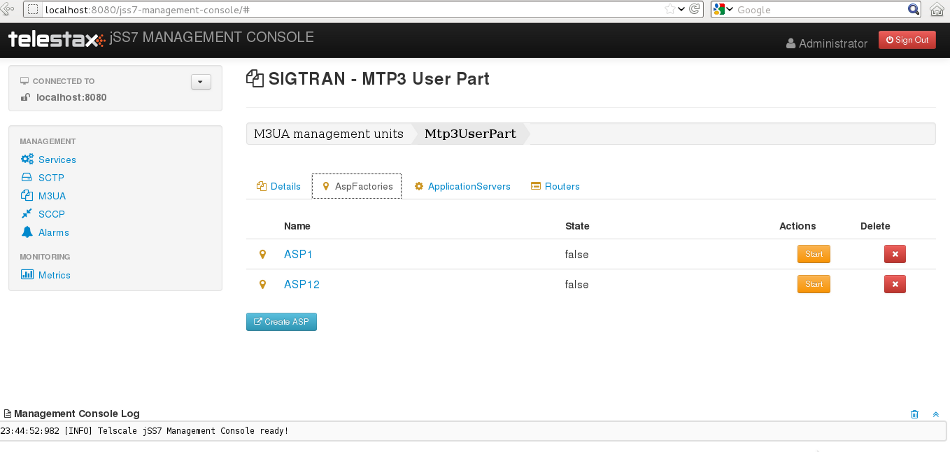 localhost:8080/jss7-management-console/#
Google
telestax jSS7 MANAGEMENT CONSOLE
Administrator
Sign Out
CONNECTED TO
localhost:8080
MANAGEMENT
Services
SCTP
M3UA
SCCP
Alarms
MONITORING
Metrics
SIGTRAN - MTP3 User Part
M3UA management units Mtp3UserPart
Details AspFactories ApplicationServers Routers
Name State Actions Delete
ASP1 false Start
ASP12 false Start
Create ASP
Management Console Log
23:44:52:982 [INFO] Telscale jSS7 Management Console ready!